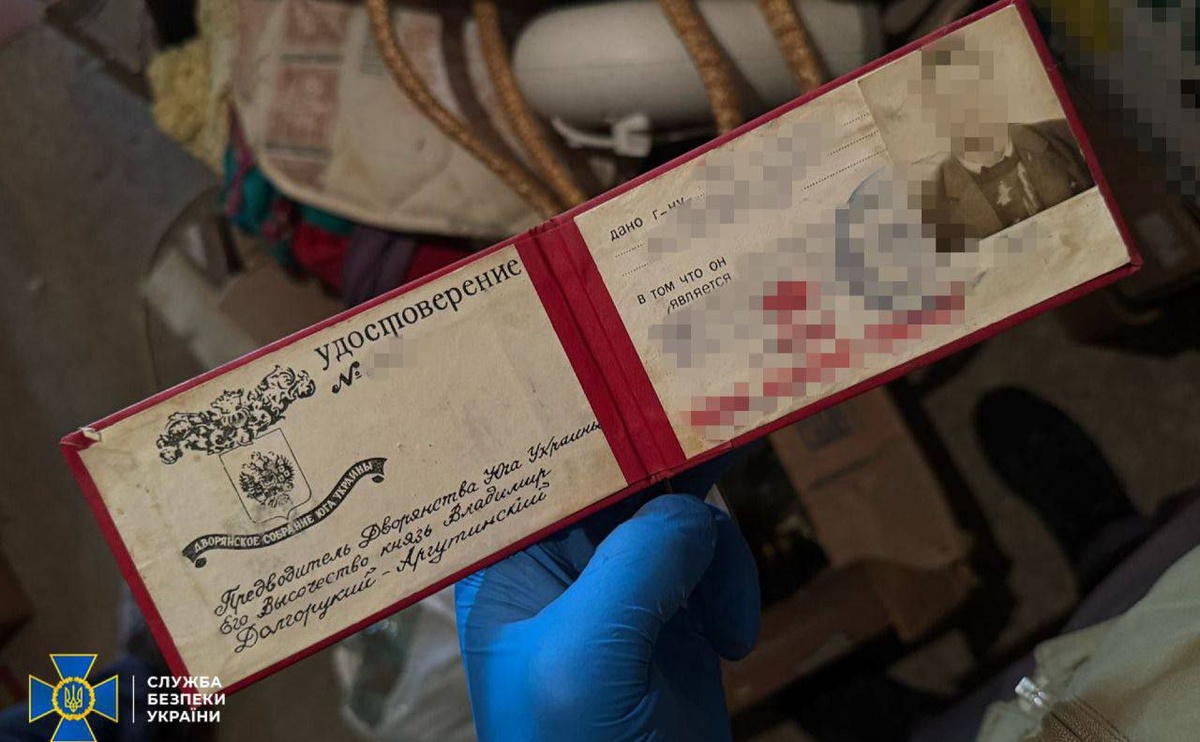 удостоверение
№
ДВОРЯНСКОЕ СОБРАНИЕ ЮГА УКРАИНЫ
Предводитель Дворянства Юга Украины
Его Высочество князь Владимир
Долгорукий - Аргутинский
дано г-ну
в том что он
является
СЛУЖБА
БЕЗПЕКИ
УКРАЇНИ